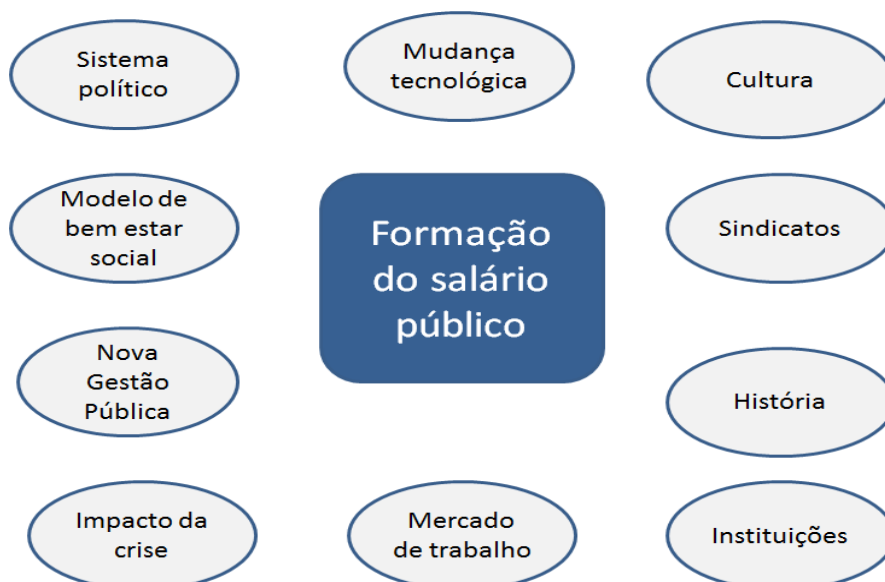 Sistema
político
Mudança
tecnológica
Cultura
Modelo de
bem estar
social
Formação
do salário
público
Sindicatos
Nova
Gestão
Pública
História
Impacto da
crise
Mercado
de trabalho
Instituições